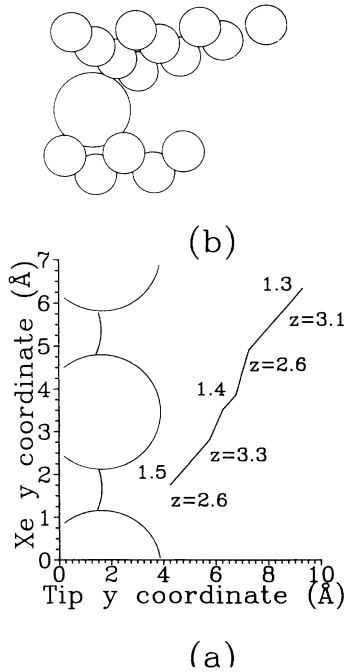 (b)
Xe y coordinate (Å)
7
6
5
4
3
2
1
0
1.3
z=3.1
z=2.6
1.4
z=3.3
1.5
z=2.6
0 2 4 6 8 10
Tip y coordinate (Å)
(a)